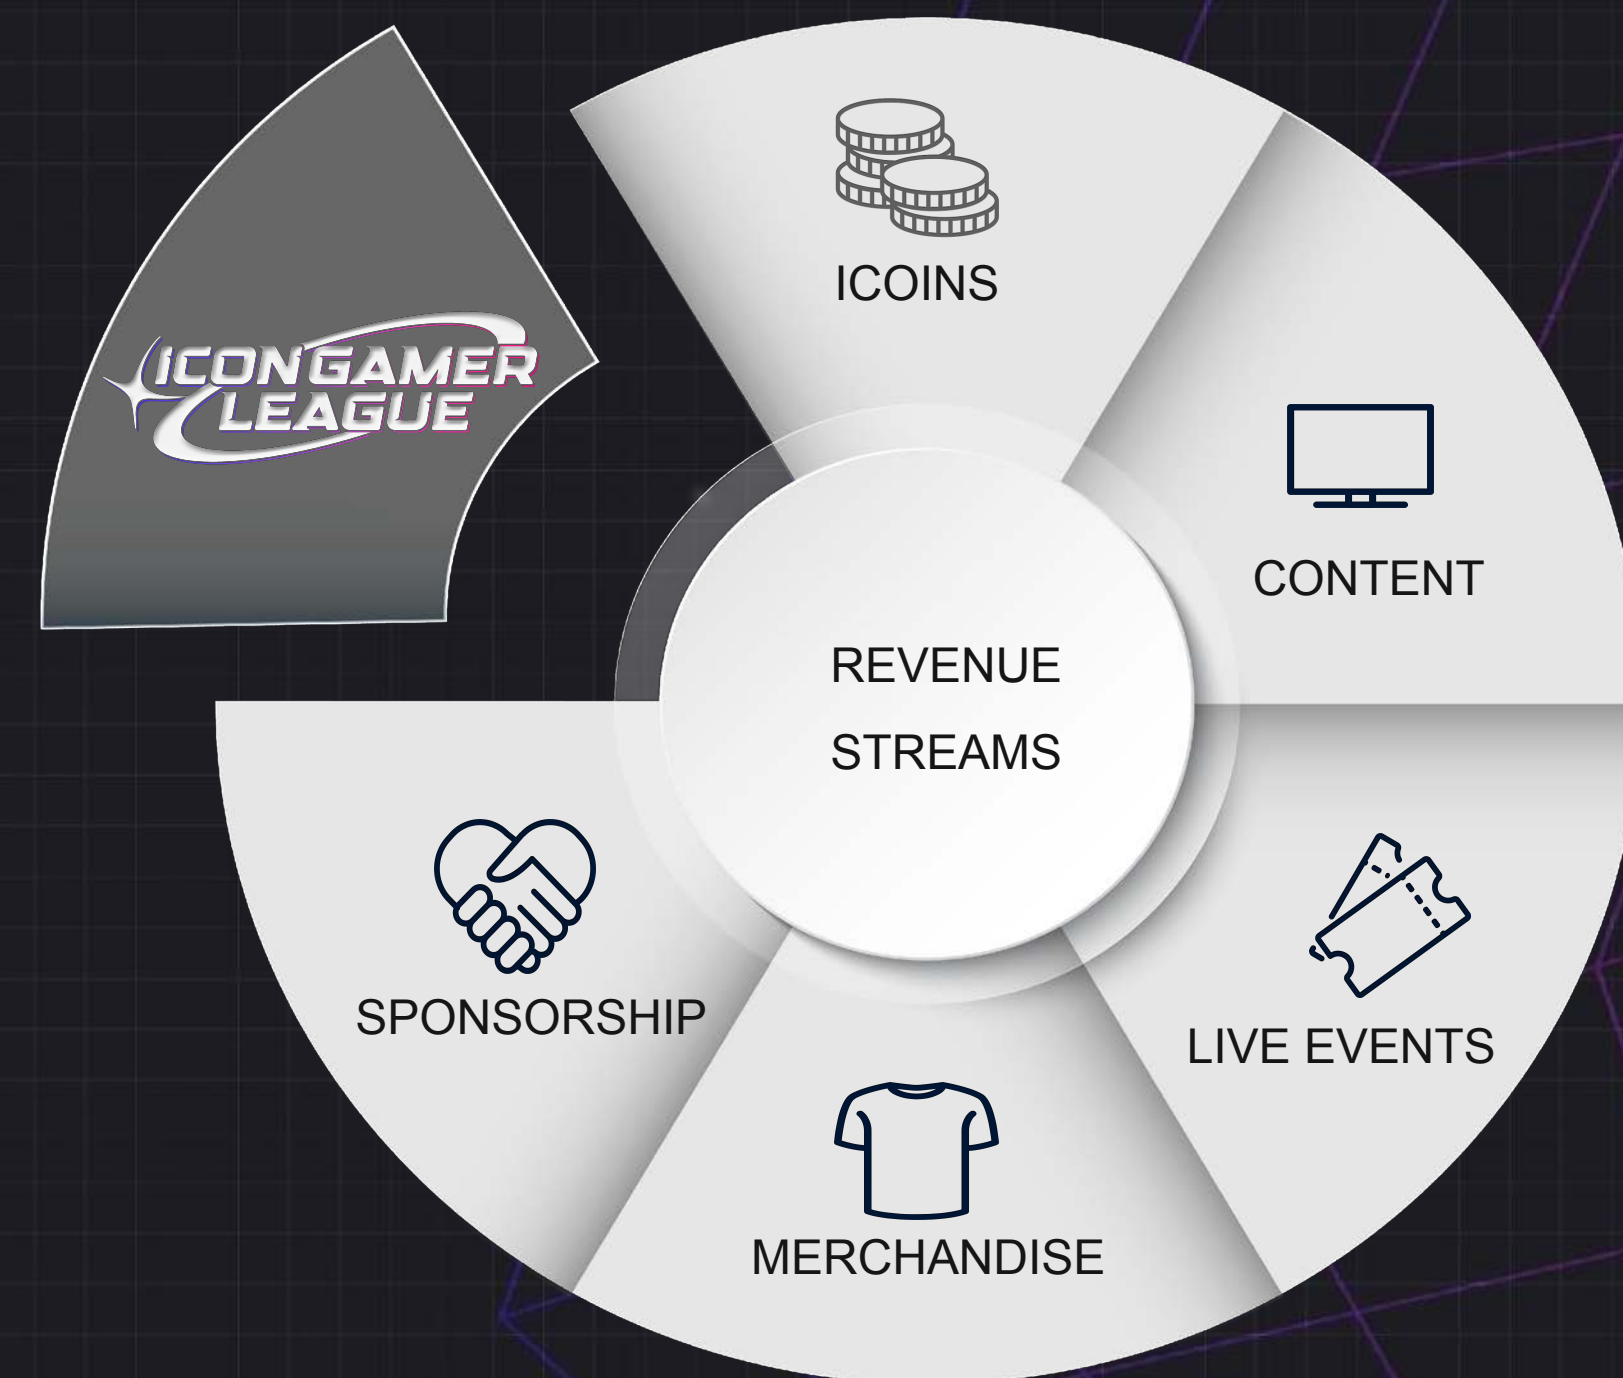 ICON GAMER
LEAGUE
ICOINS
CONTENT
REVENUE
STREAMS
SPONSORSHIP
LIVE EVENTS
MERCHANDISE